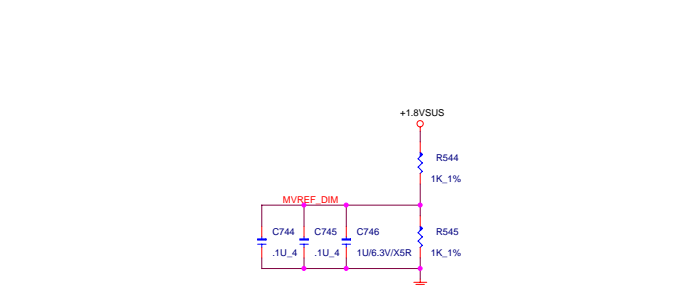 +1.8VSUS
R544
1K_1%
MVREF_DIM
C744
C745
C746
R545
.1U_4
.1U_4
1U/6.3V/X5R
1K_1%